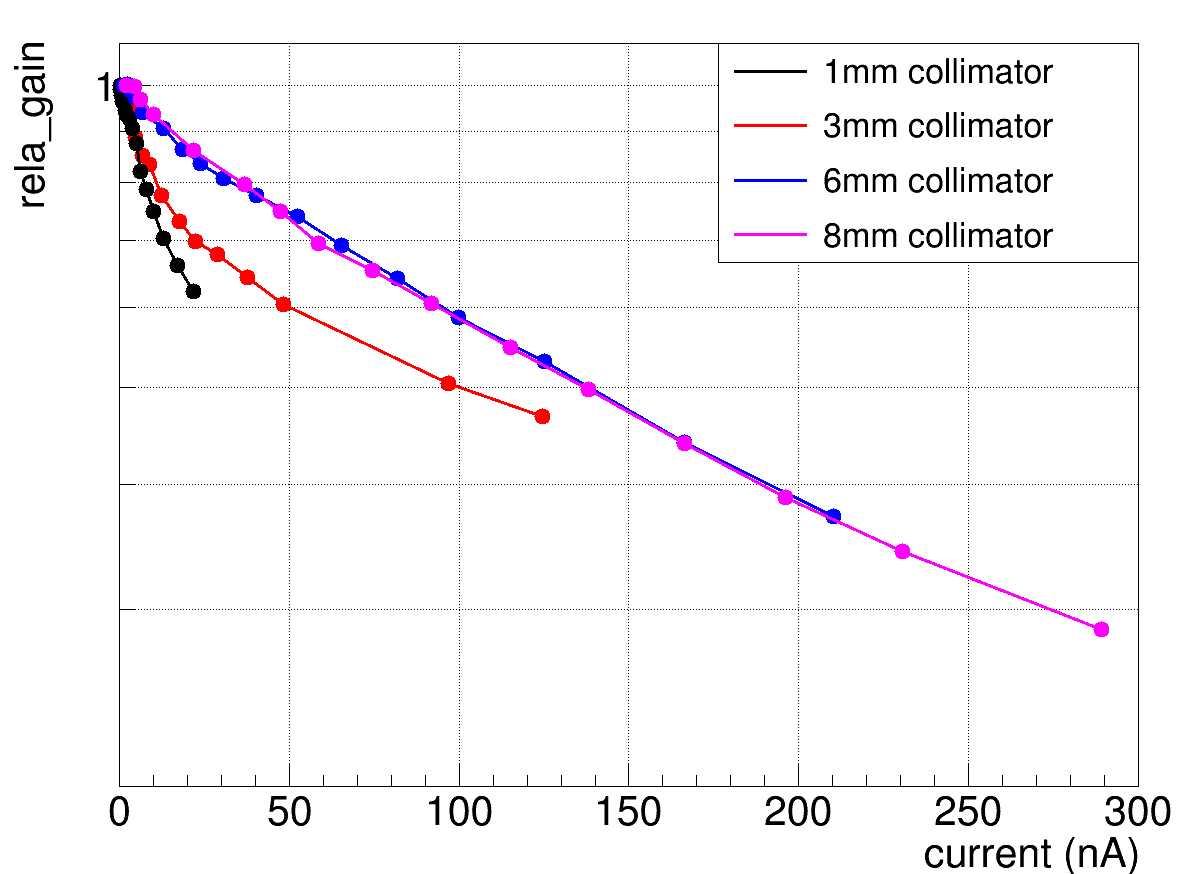 rela_gain
1
1mm collimator
3mm collimator
6mm collimator
8mm collimator
0 50 100 150 200 250 300
current (nA)